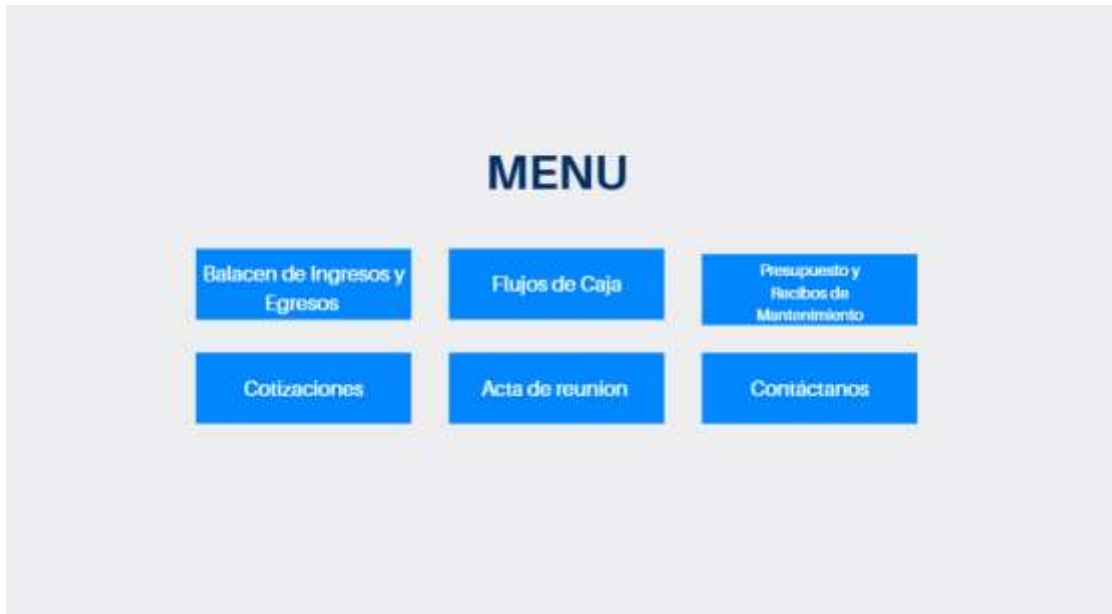 MENU
Balacen de Ingresos y
Egresos
Flujos de Caja
Presupuesto y
Recibos de
Mantenimiento
Cotizaciones
Acta de reunion
Contáctanos